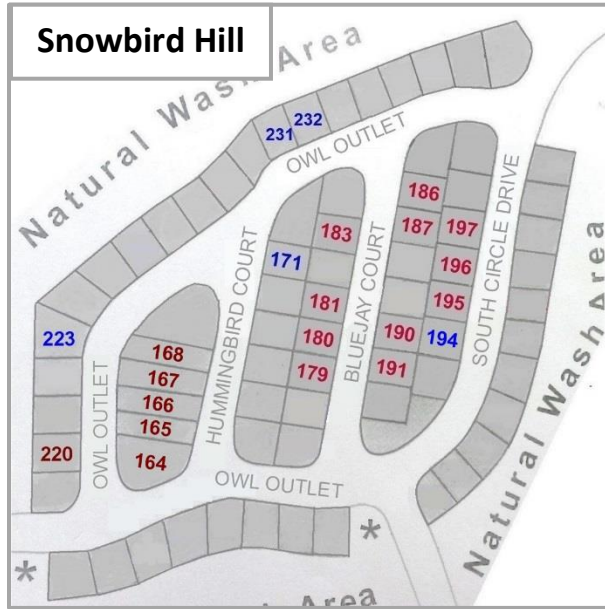 Snowbird Hill
Natural Wash Area
231
232
OWL OUTLET
186
183
187
197
171
196
181
195
223
180
190
194
168
179
191
167
166
165
220
164
OWL OUTLET
HUMMINGBIRD COURT
BLUEJAY COURT
SOUTH CIRCLE DRIVE
OWL OUTLET
Natural Wash Area
*
*
Area